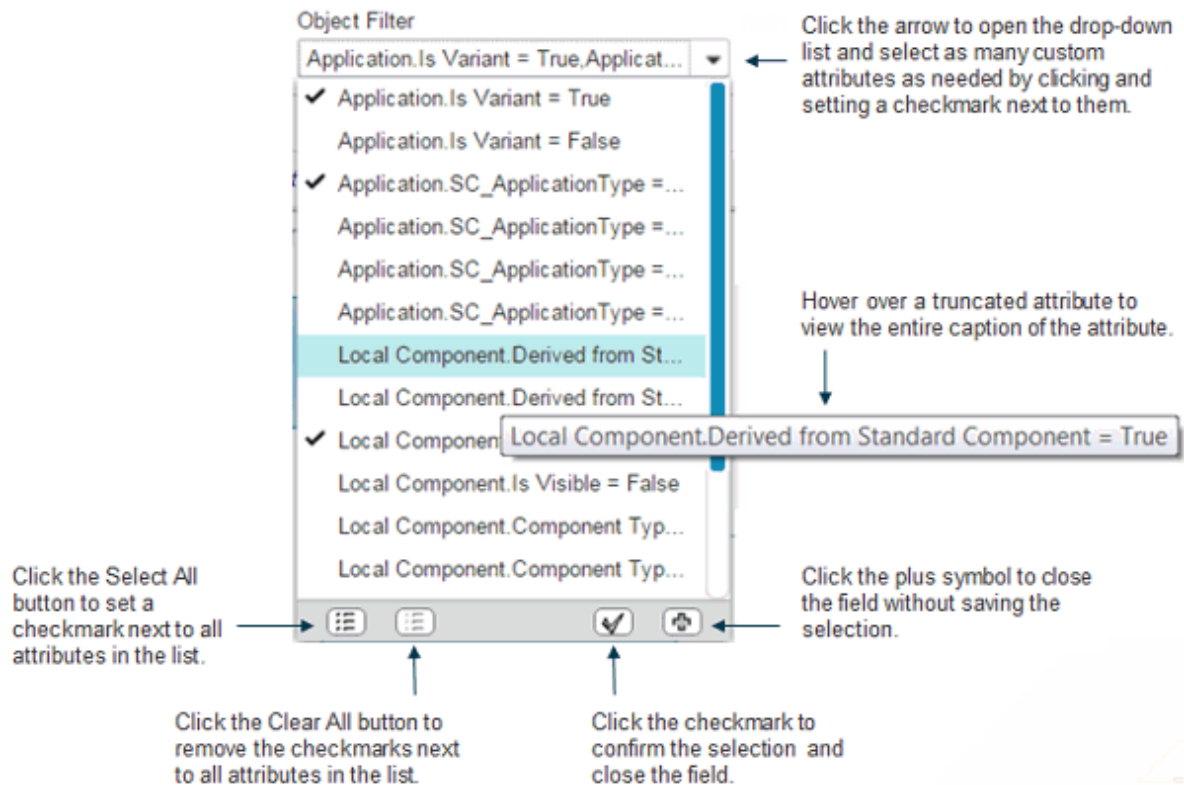 Object Filter
Application.Is Variant = True,Applicat...
Click the arrow to open the drop-down
list and select as many custom
attributes as needed by clicking and
setting a checkmark next to them.
Application.Is Variant = True
Application.Is Variant = False
Application.SC_ApplicationType =...
Application.SC_ApplicationType =...
Application.SC_ApplicationType =...
Application.SC_ApplicationType =...
Hover over a truncated attribute to
view the entire caption of the attribute.
Local Component.Derived from St...
Local Component.Derived from St...
Local Component
Local Component.Derived from Standard Component = True
Local Component.Is Visible = False
Local Component.Component Typ...
Local Component.Component Typ...
Click the Select All
button to set a
checkmark next to all
attributes in the list.
Click the plus symbol to close
the field without saving the
selection.
Click the Clear All button to
remove the checkmarks next
to all attributes in the list.
Click the checkmark to
confirm the selection and
close the field.